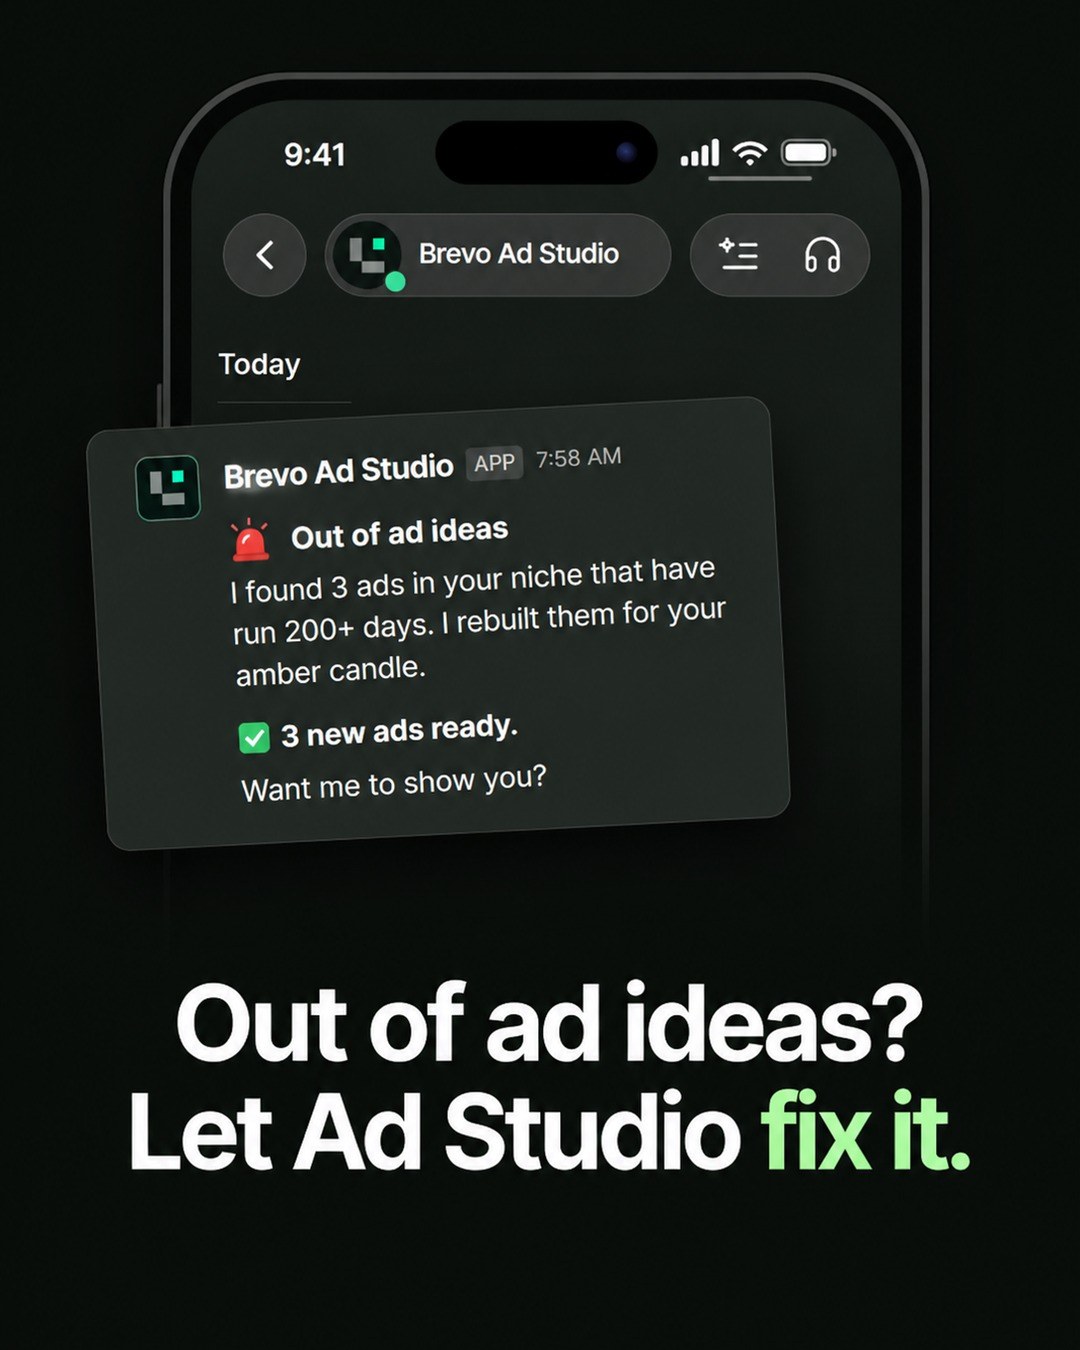 9:41
Brevo Ad Studio
Today
Brevo Ad Studio APP 7:58 AM
🚨 Out of ad ideas
I found 3 ads in your niche that have
run 200+ days. I rebuilt them for your
amber candle.
✅ 3 new ads ready.
Want me to show you?
Out of ad ideas?
Let Ad Studio fix it.